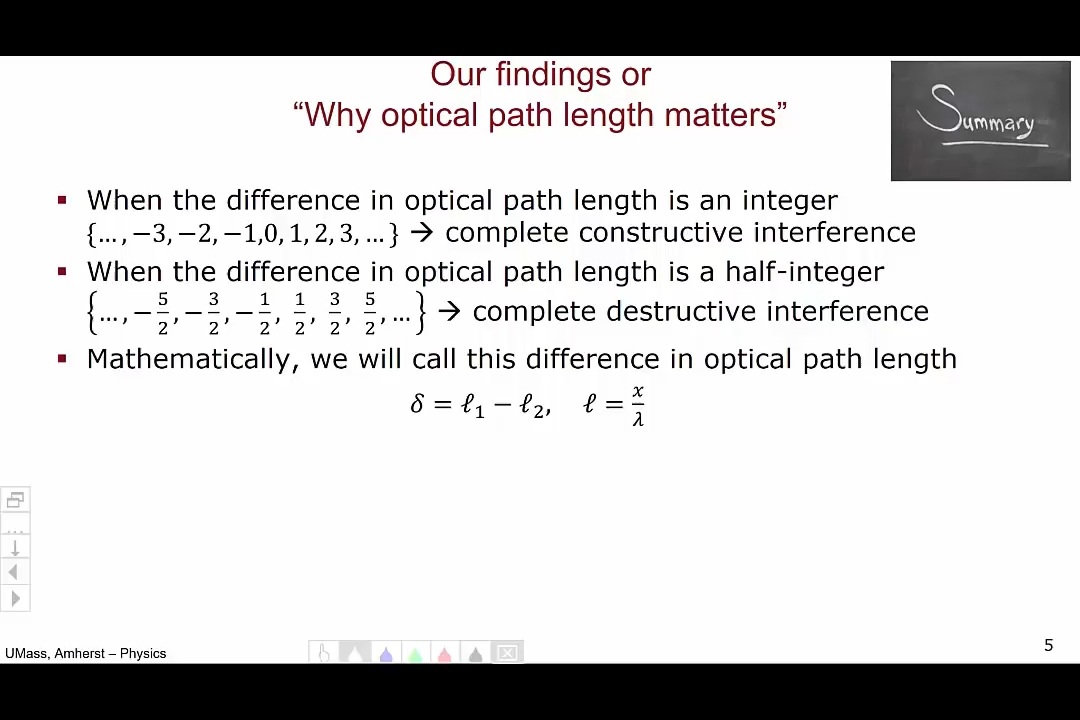 Our findings or
“Why optical path length matters”
Summary
▪ When the difference in optical path length is an integer
{…, −3, −2, −1,0, 1, 2, 3, …} → complete constructive interference
▪ When the difference in optical path length is a half-integer
{…, −5/2, −3/2, −1/2, 1/2, 3/2, 5/2, …} → complete destructive interference
▪ Mathematically, we will call this difference in optical path length
δ = ℓ₁ − ℓ₂, ℓ = x/λ
UMass, Amherst – Physics
5